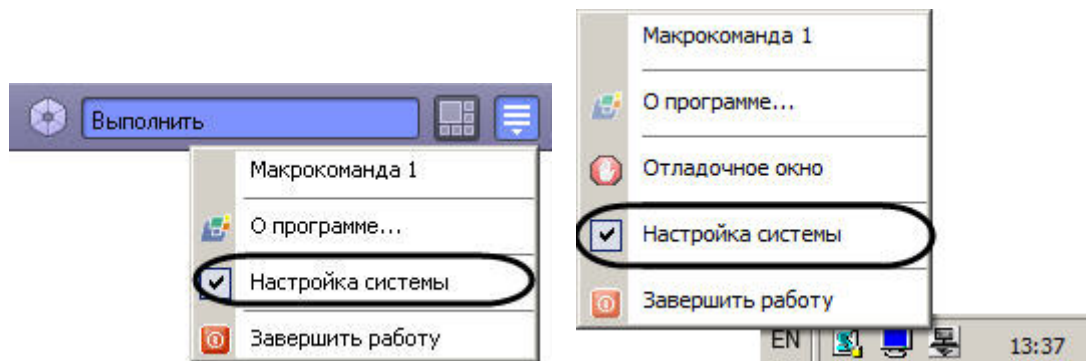 Выполнить
Макрокоманда 1
О программе...
Настройка системы
Завершить работу
Макрокоманда 1
О программе...
Отладочное окно
Настройка системы
Завершить работу
EN
13:37